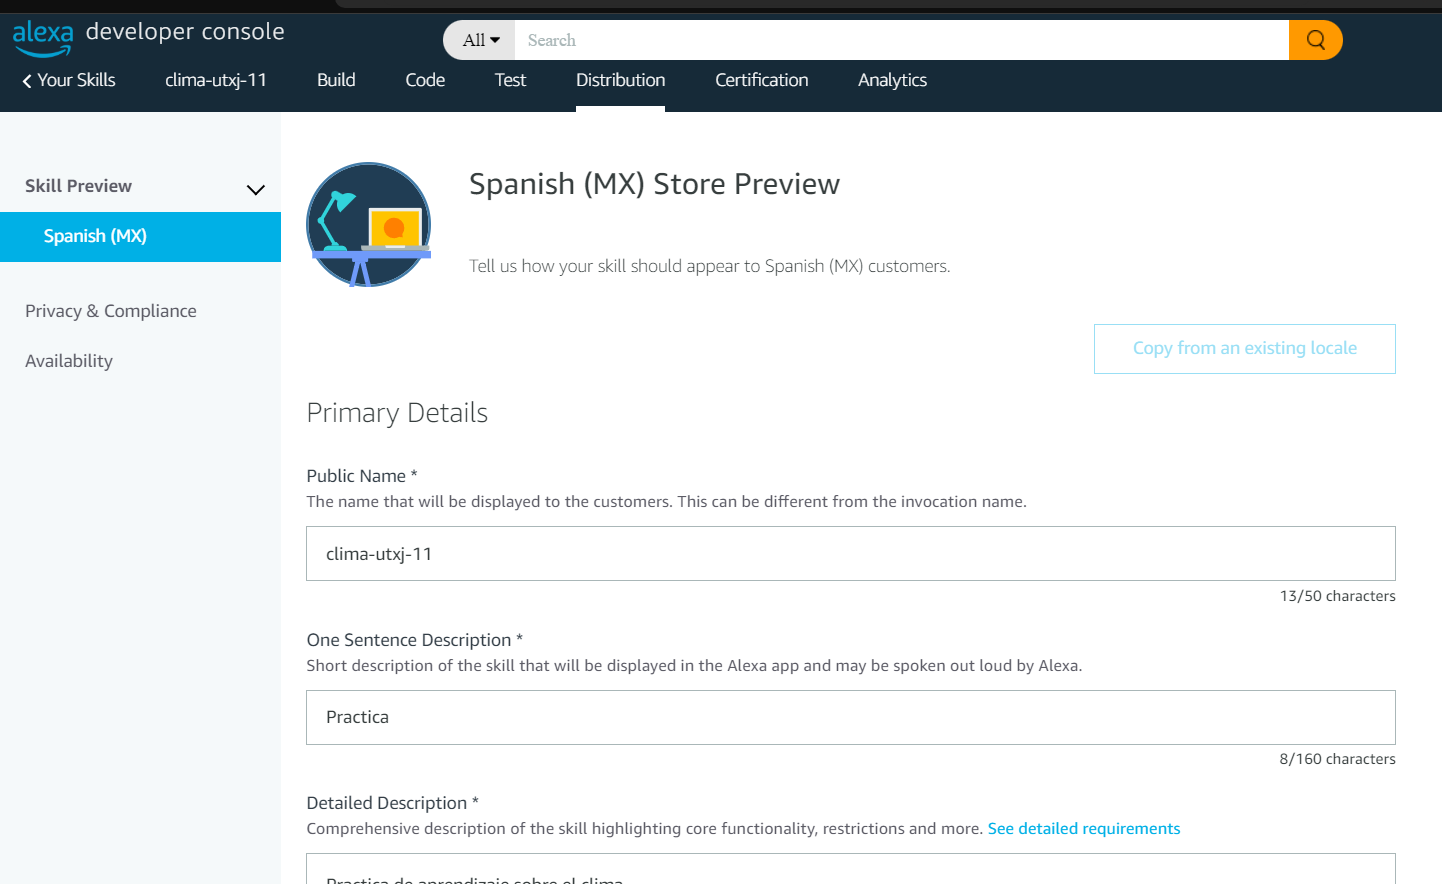 alexa developer console
All
Search
Your Skills
clima-utxj-11
Build
Code
Test
Distribution
Certification
Analytics
Skill Preview
Spanish (MX)
Privacy & Compliance
Availability
Spanish (MX) Store Preview
Tell us how your skill should appear to Spanish (MX) customers.
Copy from an existing locale
Primary Details
Public Name *
The name that will be displayed to the customers. This can be different from the invocation name.
clima-utxj-11
13/50 characters
One Sentence Description *
Short description of the skill that will be displayed in the Alexa app and may be spoken out loud by Alexa.
Practica
8/160 characters
Detailed Description *
Comprehensive description of the skill highlighting core functionality, restrictions and more. See detailed requirements
Practica de aprendizaje sobre el clima